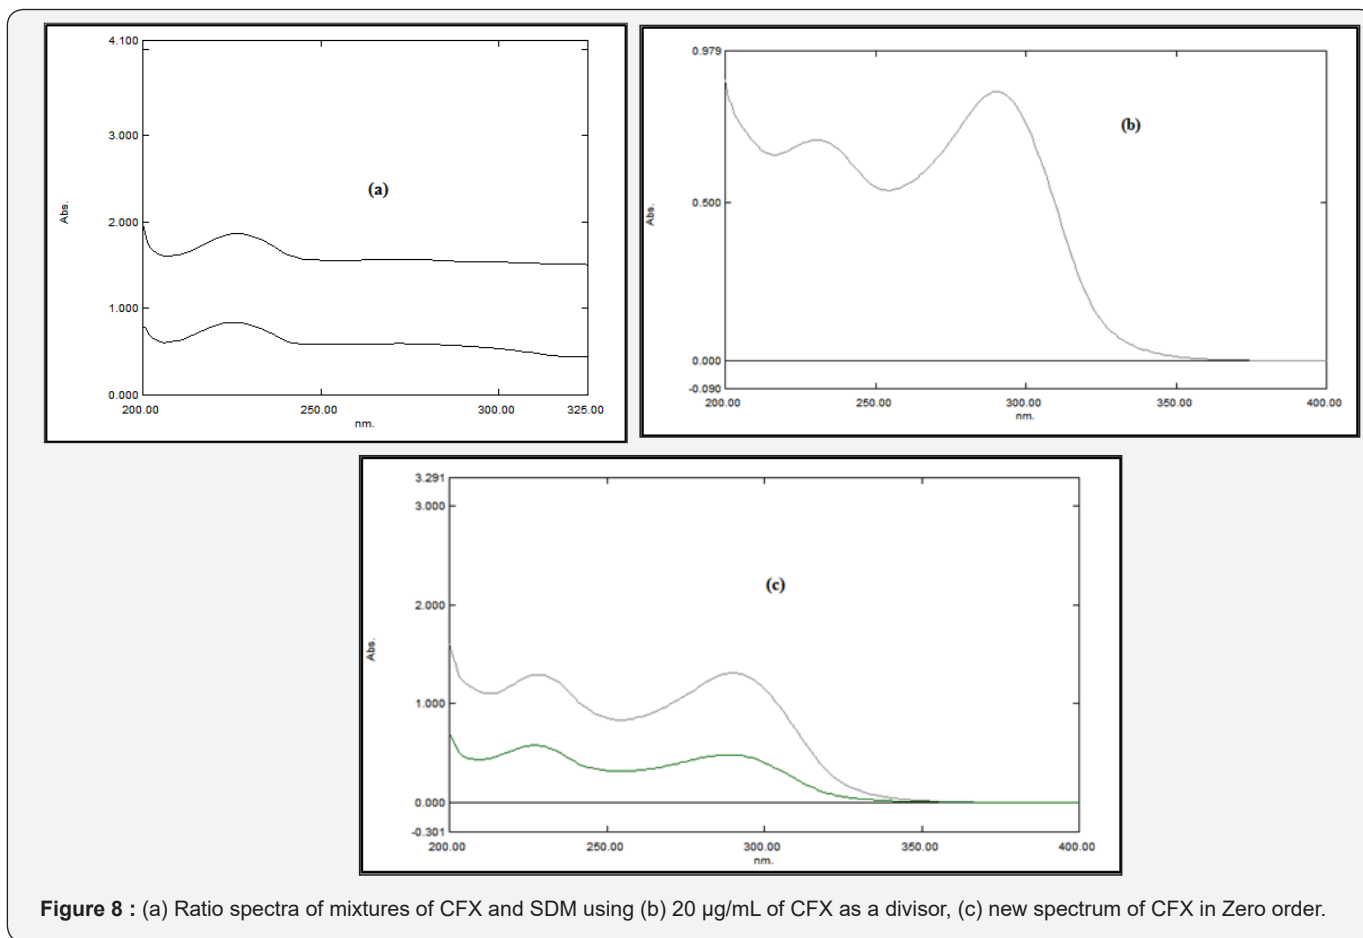 4.100
3.000
2.000
1.000
0.000
Abs.
(a)
200.00 250.00 300.00 325.00
nm.
0.979
0.500
0.000
-0.090
Abs.
(b)
200.00 250.00 300.00 350.00 400.00
nm.
3.291
3.000
2.000
1.000
0.000
-0.301
Abs.
(c)
200.00 250.00 300.00 350.00 400.00
nm.
Figure 8 : (a) Ratio spectra of mixtures of CFX and SDM using (b) 20 µg/mL of CFX as a divisor, (c) new spectrum of CFX in Zero order.